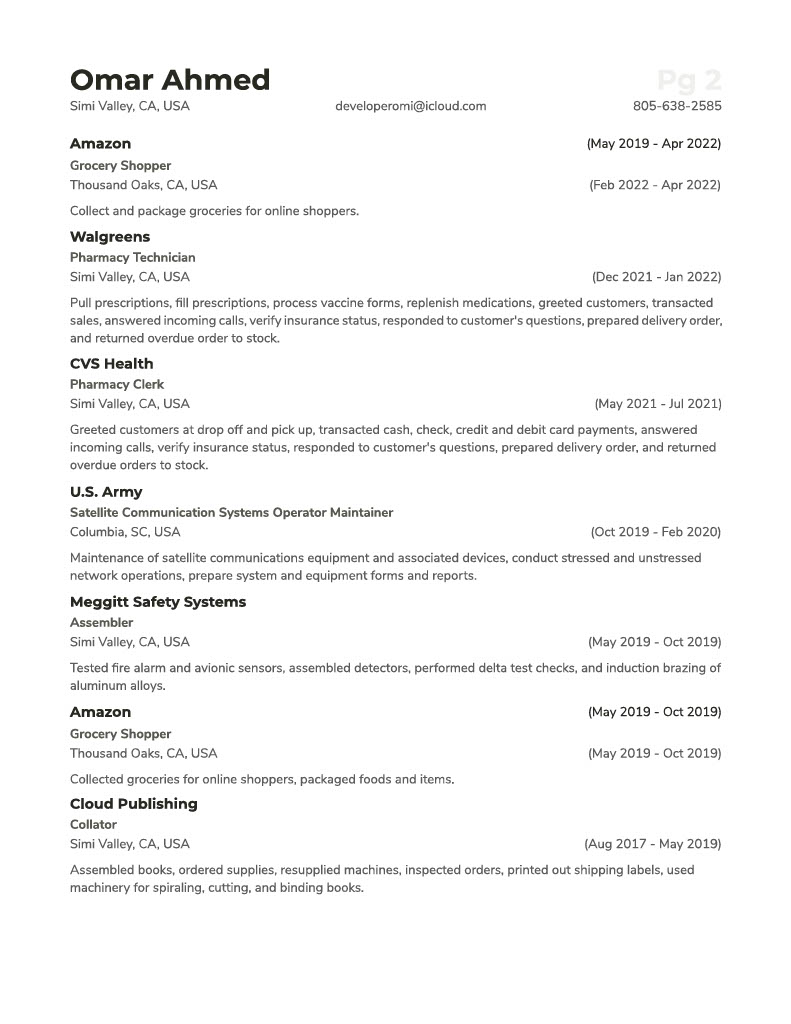 Omar Ahmed Pg 2
Simi Valley, CA, USA developeromi@icloud.com 805-638-2585
Amazon (May 2019 - Apr 2022)
Grocery Shopper
Thousand Oaks, CA, USA (Feb 2022 - Apr 2022)
Collect and package groceries for online shoppers.
Walgreens
Pharmacy Technician
Simi Valley, CA, USA (Dec 2021 - Jan 2022)
Pull prescriptions, fill prescriptions, process vaccine forms, replenish medications, greeted customers, transacted
sales, answered incoming calls, verify insurance status, responded to customer's questions, prepared delivery order,
and returned overdue order to stock.
CVS Health
Pharmacy Clerk
Simi Valley, CA, USA (May 2021 - Jul 2021)
Greeted customers at drop off and pick up, transacted cash, check, credit and debit card payments, answered
incoming calls, verify insurance status, responded to customer's questions, prepared delivery order, and returned
overdue orders to stock.
U.S. Army
Satellite Communication Systems Operator Maintainer
Columbia, SC, USA (Oct 2019 - Feb 2020)
Maintenance of satellite communications equipment and associated devices, conduct stressed and unstressed
network operations, prepare system and equipment forms and reports.
Meggitt Safety Systems
Assembler
Simi Valley, CA, USA (May 2019 - Oct 2019)
Tested fire alarm and avionic sensors, assembled detectors, performed delta test checks, and induction brazing of
aluminum alloys.
Amazon (May 2019 - Oct 2019)
Grocery Shopper
Thousand Oaks, CA, USA (May 2019 - Oct 2019)
Collected groceries for online shoppers, packaged foods and items.
Cloud Publishing
Collator
Simi Valley, CA, USA (Aug 2017 - May 2019)
Assembled books, ordered supplies, resupplied machines, inspected orders, printed out shipping labels, used
machinery for spiraling, cutting, and binding books.